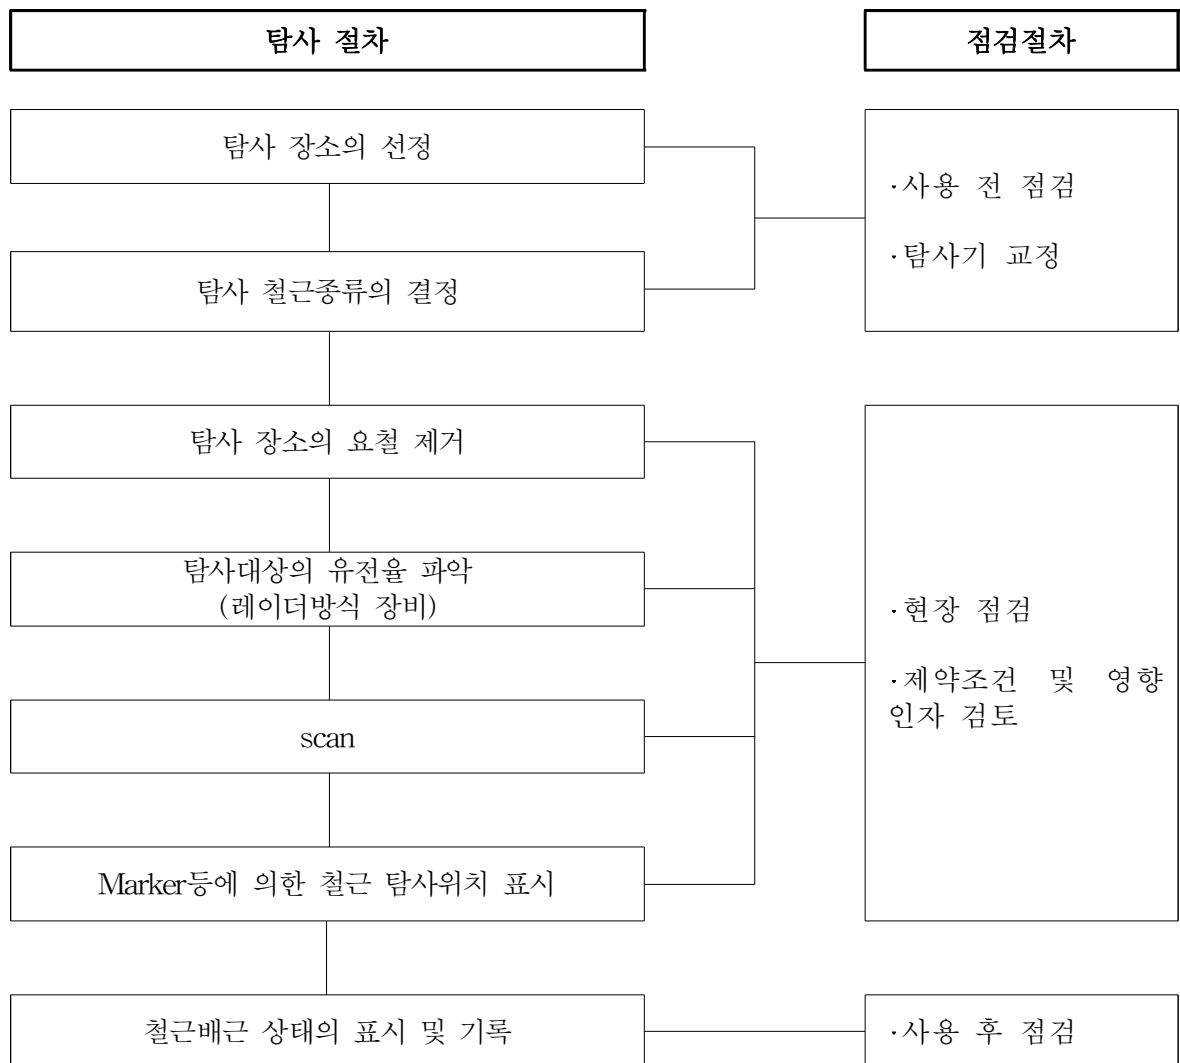 탐사 절차
점검절차
탐사 장소의 선정
탐사 철근종류의 결정
·사용 전 점검
·탐사기 교정
탐사 장소의 요철 제거
탐사대상의 유전율 파악
(레이더방식 장비)
scan
Marker등에 의한 철근 탐사위치 표시
·현장 점검
·제약조건 및 영향
인자 검토
철근배근 상태의 표시 및 기록
·사용 후 점검